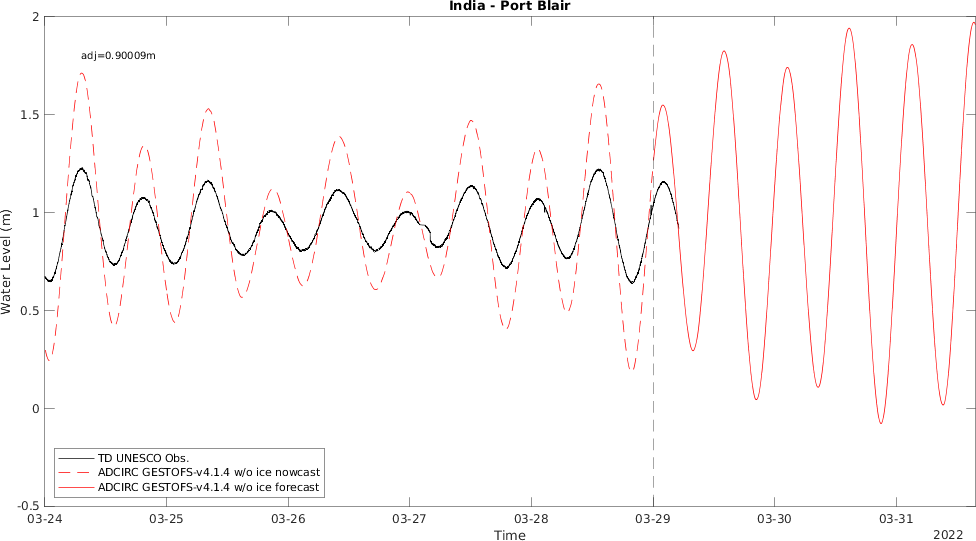 India - Port Blair
adj=0.90009m
Water Level (m)
2
1.5
1
0.5
0
-0.5
TD UNESCO Obs.
ADCIRC GESTOFS-v4.1.4 w/o ice nowcast
ADCIRC GESTOFS-v4.1.4 w/o ice forecast
03-24 03-25 03-26 03-27 03-28 03-29 03-30 03-31
Time
2022